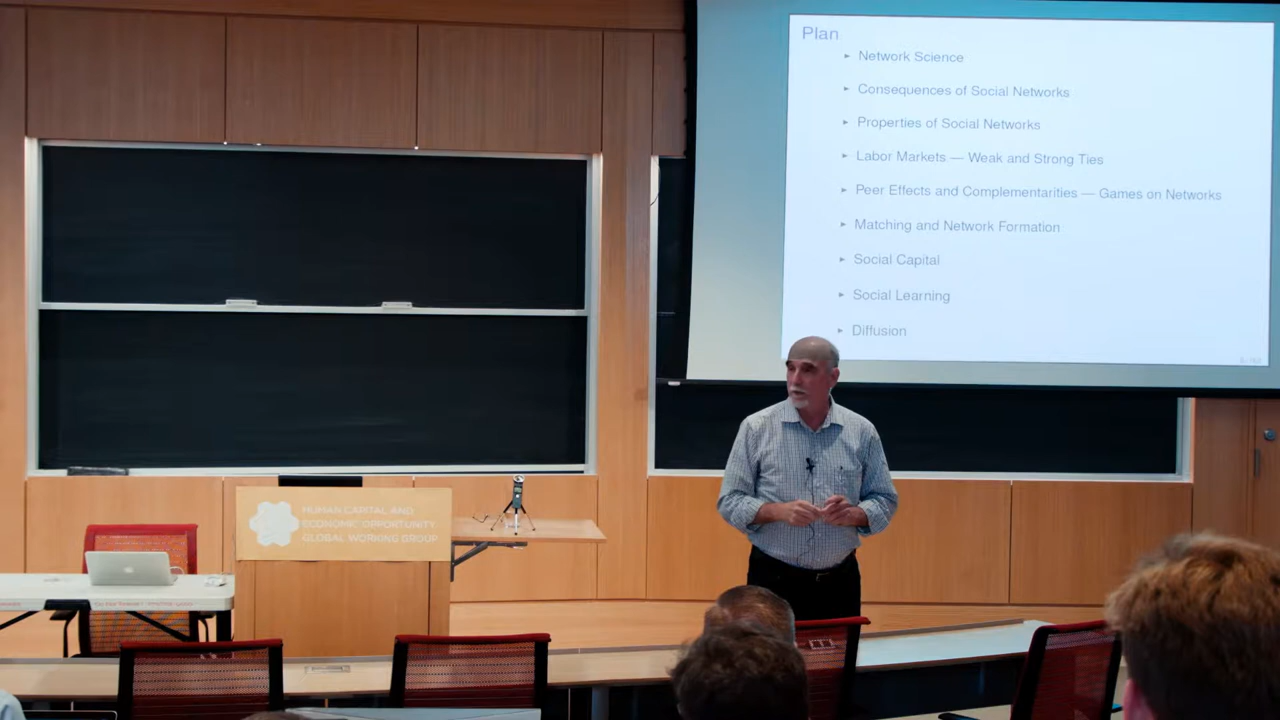 Plan
► Network Science
► Consequences of Social Networks
► Properties of Social Networks
► Labor Markets — Weak and Strong Ties
► Peer Effects and Complementarities — Games on Networks
► Matching and Network Formation
► Social Capital
► Social Learning
► Diffusion
HUMAN CAPITAL AND
ECONOMIC OPPORTUNITY
GLOBAL WORKING GROUP